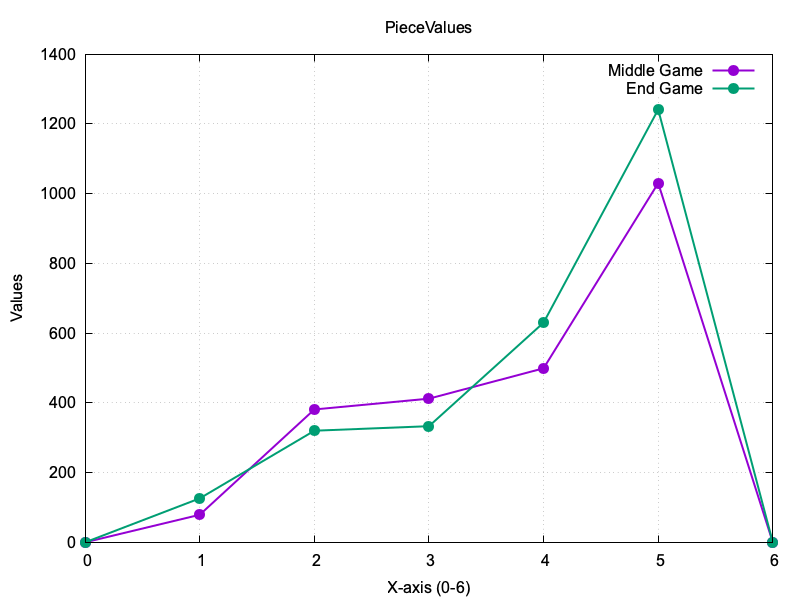 PieceValues
Middle Game
End Game
1400
1200
1000
800
600
400
200
0
Values
0 1 2 3 4 5 6
X-axis (0-6)